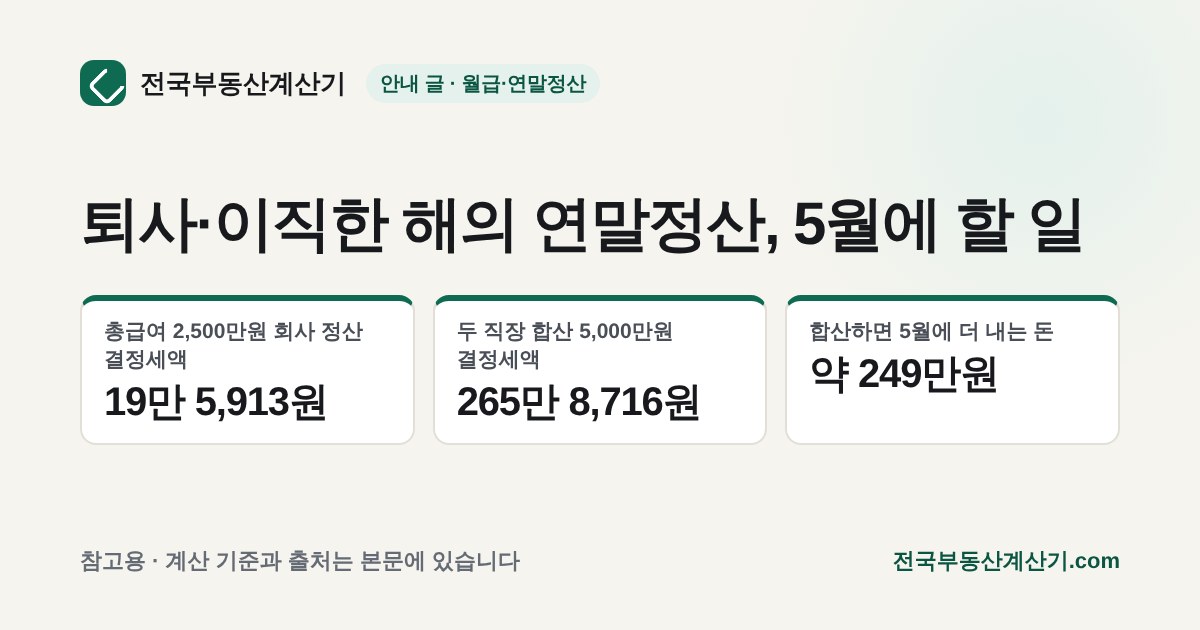 전국부동산계산기
안내 글 · 월급·연말정산
퇴사·이직한 해의 연말정산, 5월에 할 일
총급여 2,500만원 회사 정산
결정세액
19만 5,913원
두 직장 합산 5,000만원
결정세액
265만 8,716원
합산하면 5월에 더 내는 돈
약 249만원
참고용 · 계산 기준과 출처는 본문에 있습니다
전국부동산계산기.com